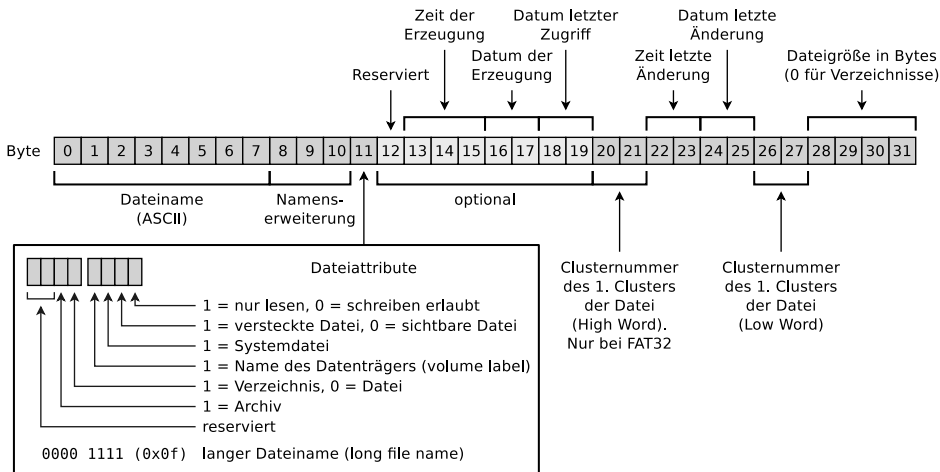 Zeit der
Erzeugung
Datum letzter
Zugriff
Datum letzte
Änderung
Reserviert
Datum der
Erzeugung
Zeit letzte
Änderung
Dateigröße in Bytes
(0 für Verzeichnisse)
Byte 0 1 2 3 4 5 6 7 8 9 10 11 12 13 14 15 16 17 18 19 20 21 22 23 24 25 26 27 28 29 30 31
Dateiname
(ASCII)
Namens-
erweiterung
optional
Clusternummer
des 1. Clusters
der Datei
(High Word).
Nur bei FAT32
Clusternummer
des 1. Clusters
der Datei
(Low Word)
Dateiattribute
1 = nur lesen, 0 = schreiben erlaubt
1 = versteckte Datei, 0 = sichtbare Datei
1 = Systemdatei
1 = Name des Datenträgers (volume label)
1 = Verzeichnis, 0 = Datei
1 = Archiv
reserviert
0000 1111 (0x0f) langer Dateiname (long file name)